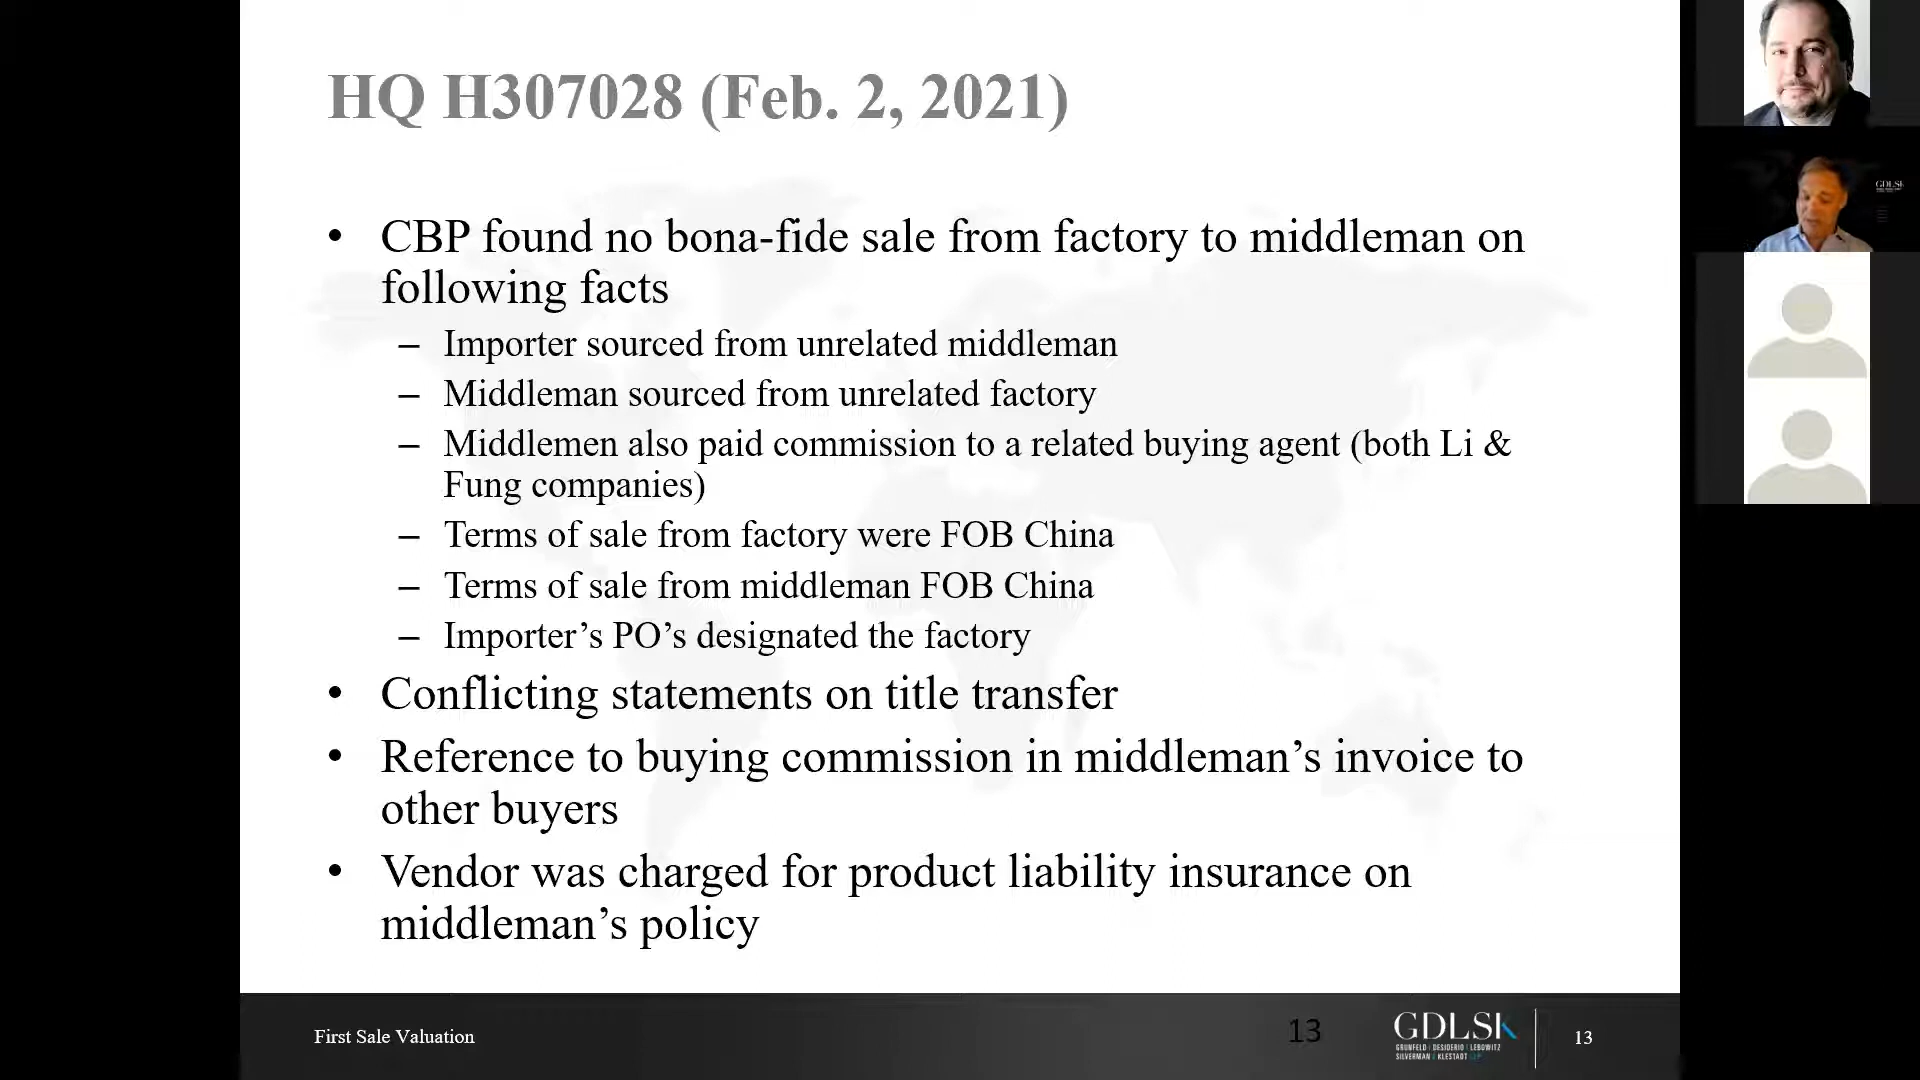 HQ H307028 (Feb. 2, 2021)
• CBP found no bona-fide sale from factory to middleman on
following facts
– Importer sourced from unrelated middleman
– Middleman sourced from unrelated factory
– Middlemen also paid commission to a related buying agent (both Li &
Fung companies)
– Terms of sale from factory were FOB China
– Terms of sale from middleman FOB China
– Importer’s PO’s designated the factory
• Conflicting statements on title transfer
• Reference to buying commission in middleman’s invoice to
other buyers
• Vendor was charged for product liability insurance on
middleman’s policy
First Sale Valuation
13
GDLSK
GRUNFELD | DESIDERIO | LEBOWITZ
SILVERMAN | KLESTADT LLP
13
GDLSK